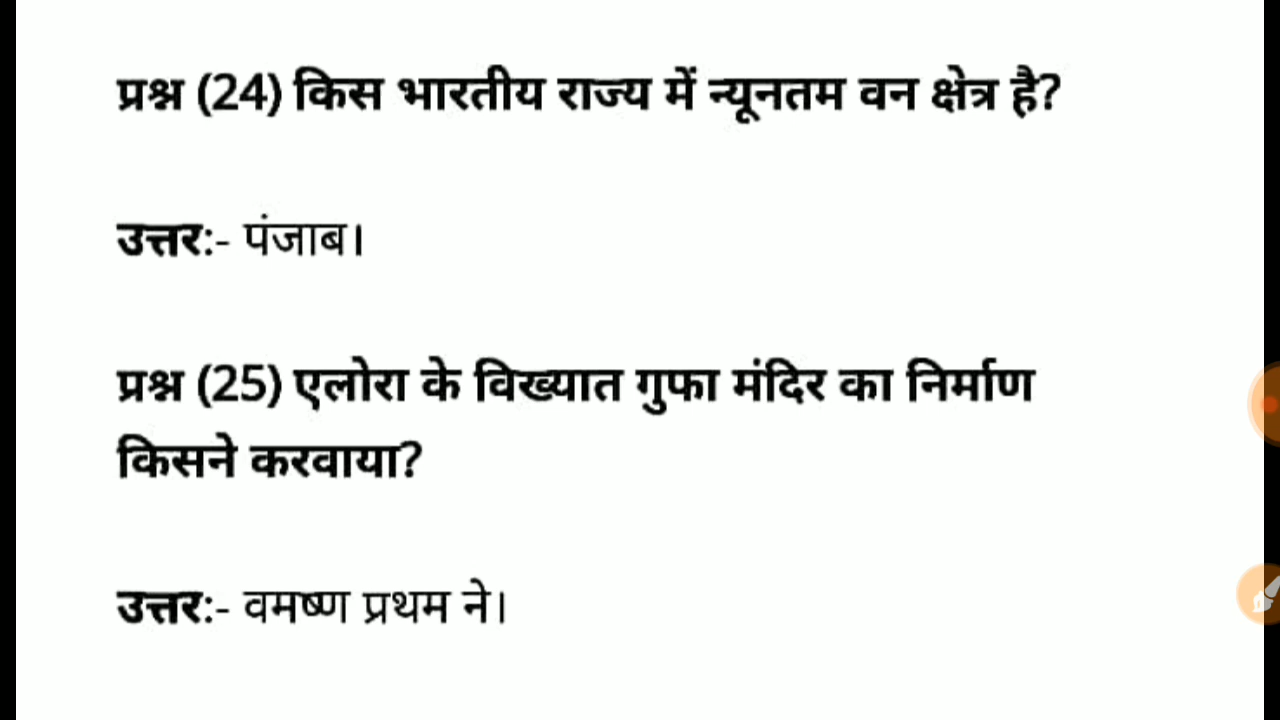 प्रश्न (24) किस भारतीय राज्य में न्यूनतम वन क्षेत्र है?
उत्तर:- पंजाब।
प्रश्न (25) एलोरा के विख्यात गुफा मंदिर का निर्माण
किसने करवाया?
उत्तर:- वमष्ण प्रथम ने।